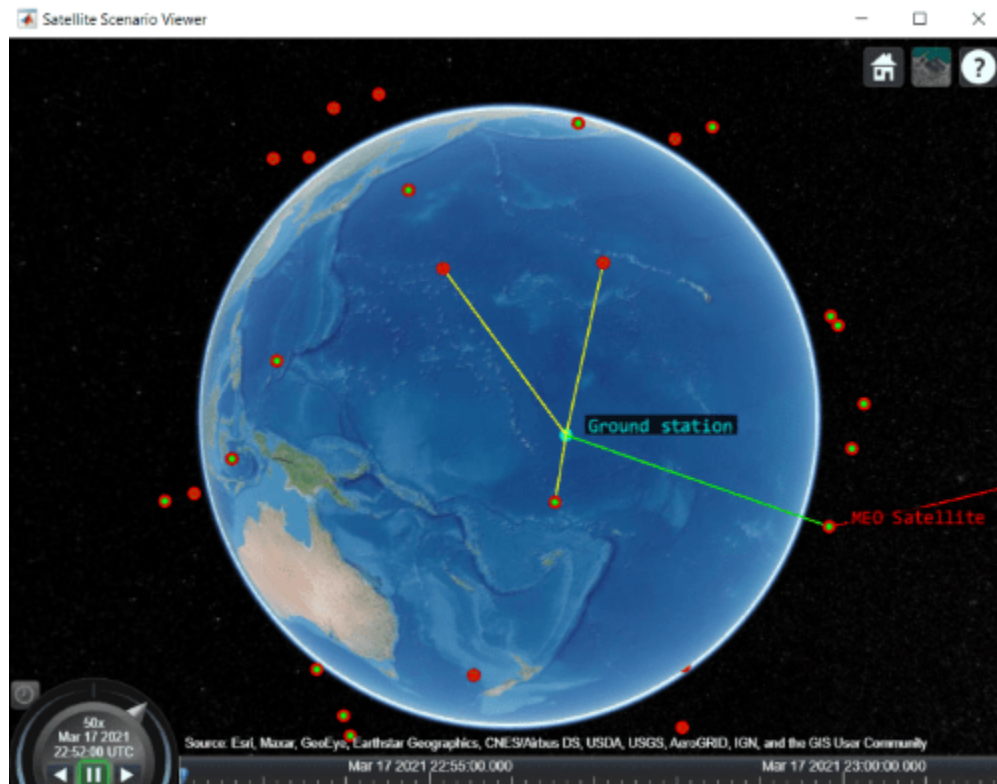 Satellite Scenario Viewer
?
Ground station
MEO Satellite
50x
Mar 17 2021
22:52:00 UTC
Source: Esri, Maxar, GeoEye, Earthstar Geographics, CNES/Airbus DS, USDA, USGS, AeroGRID, IGN, and the GIS User Community
Mar 17 2021 22:55:00.000
Mar 17 2021 23:00:00.000